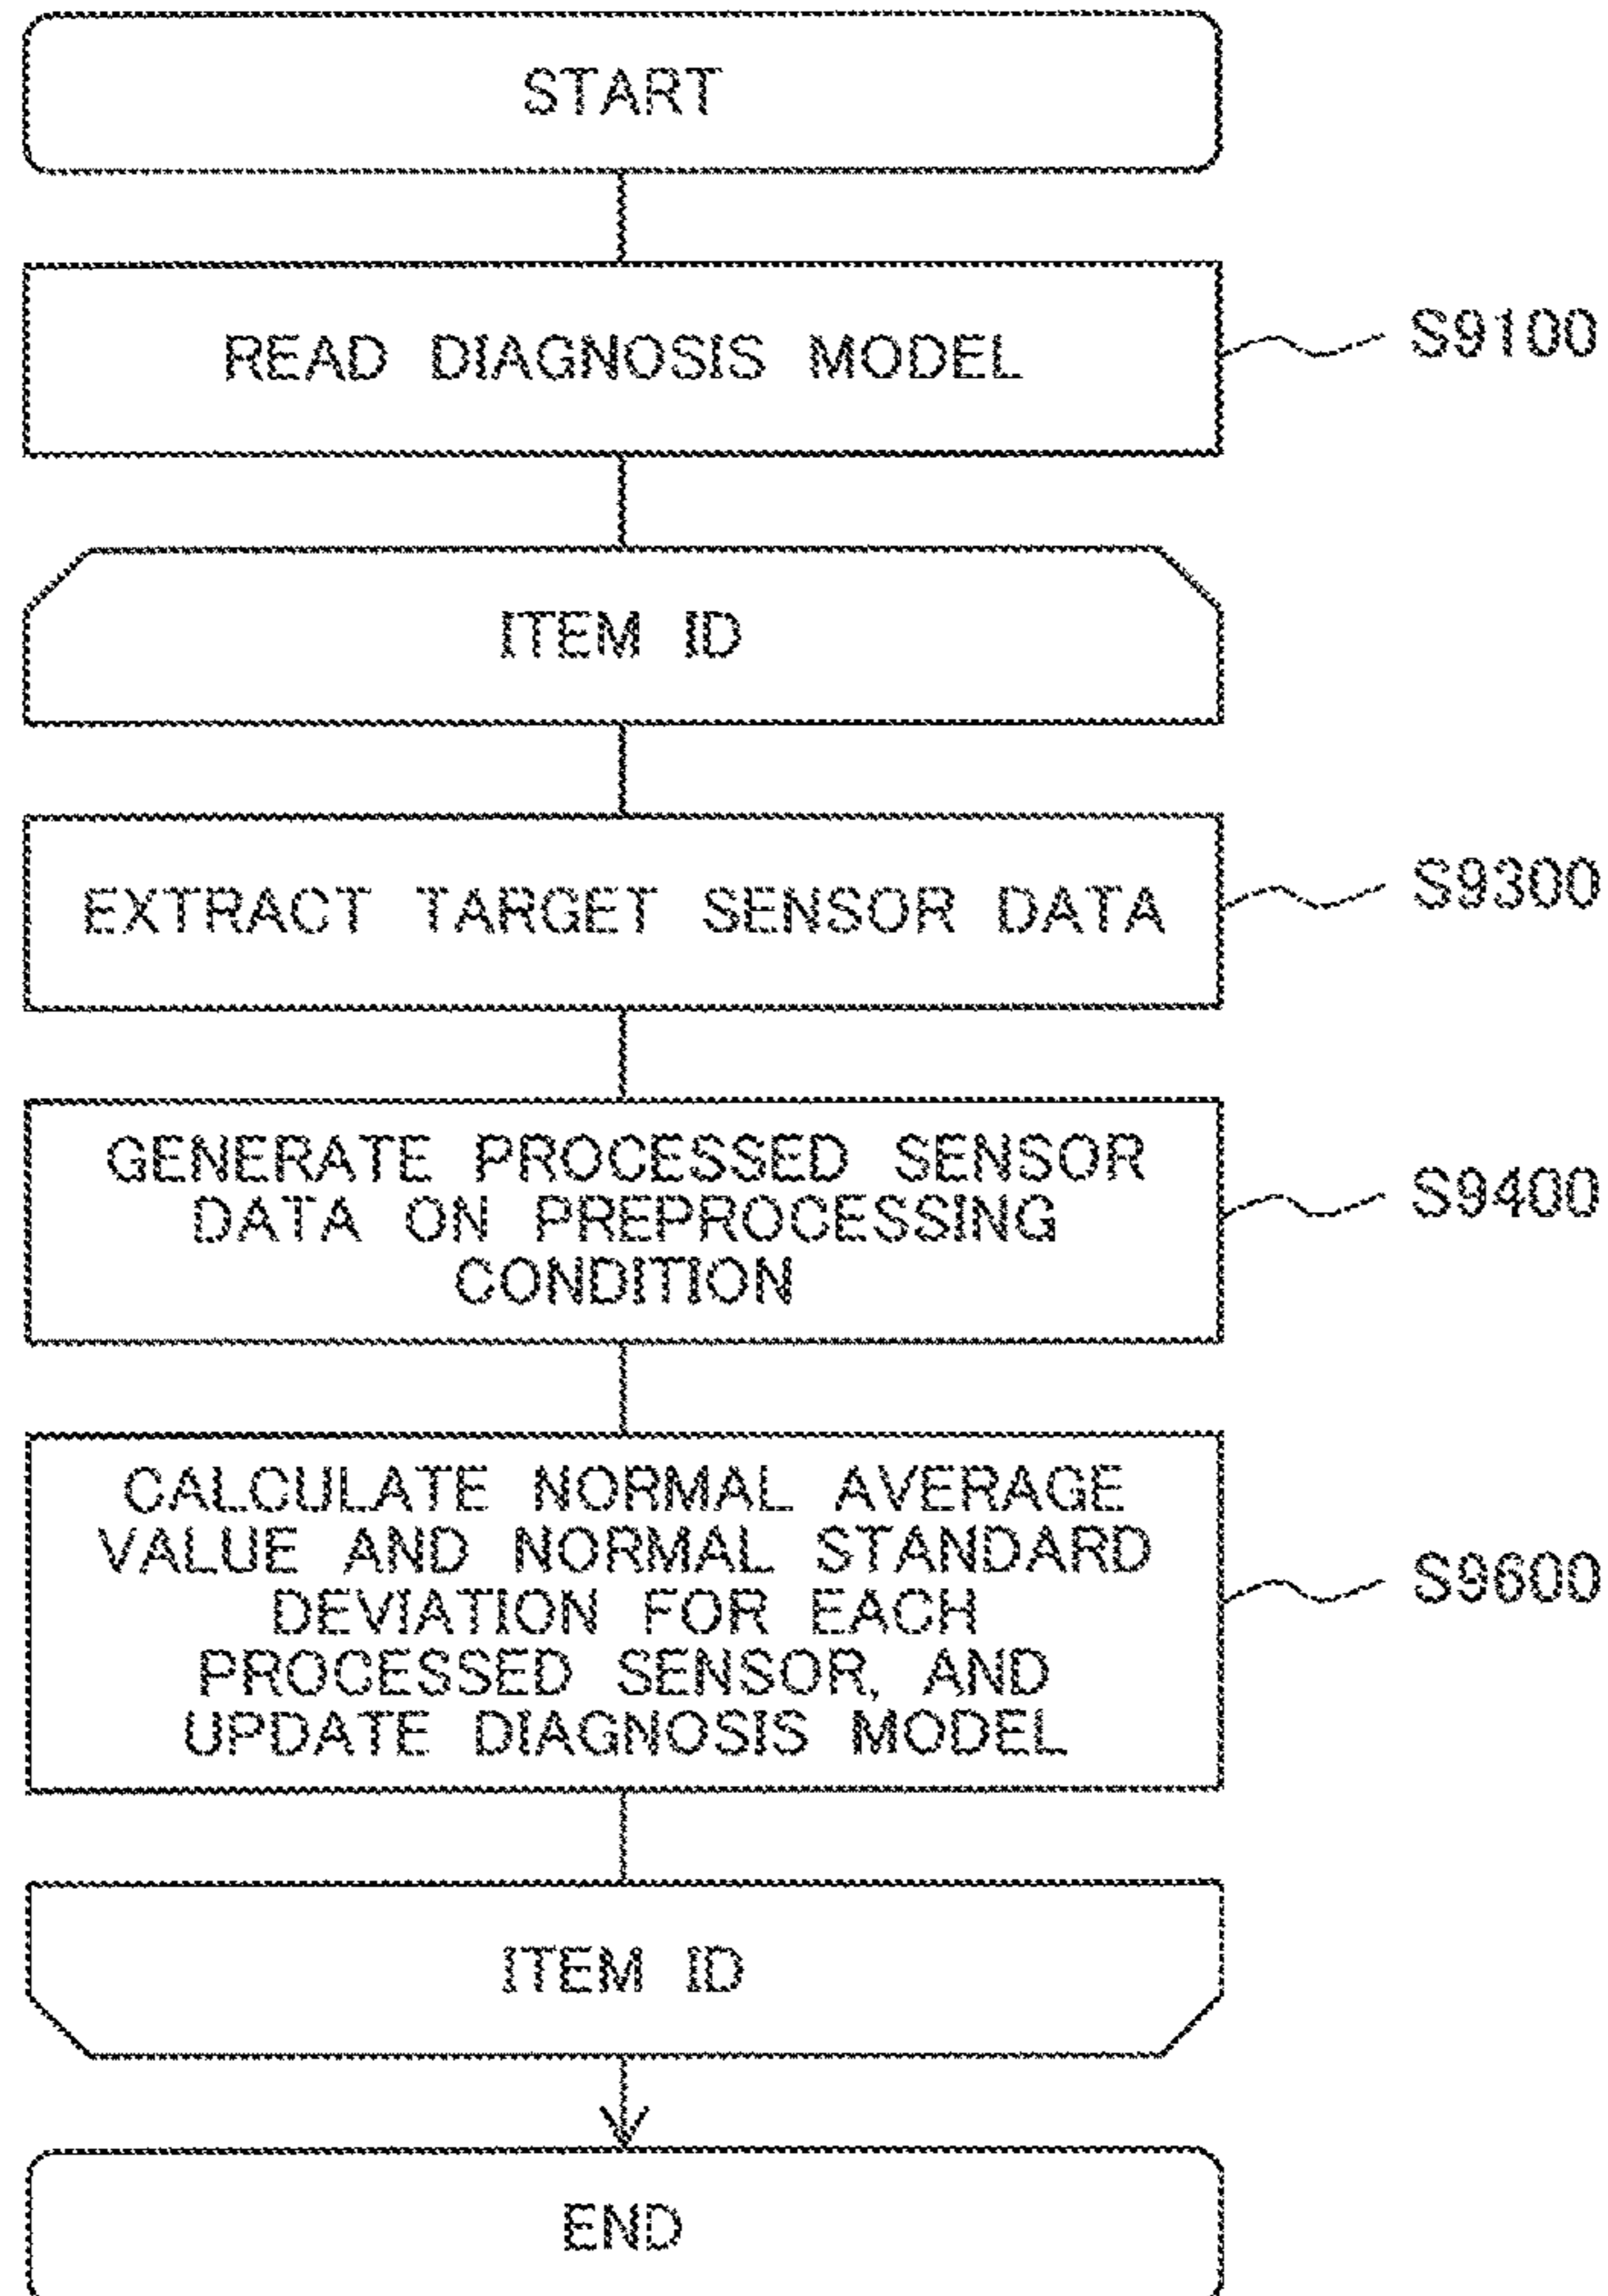 START
READ DIAGNOSIS MODEL
S9100
ITEM ID
EXTRACT TARGET SENSOR DATA
S9300
GENERATE PROCESSED SENSOR
DATA ON PREPROCESSING
CONDITION
S9400
CALCULATE NORMAL AVERAGE
VALUE AND NORMAL STANDARD
DEVIATION FOR EACH
PROCESSED SENSOR, AND
UPDATE DIAGNOSIS MODEL
S9600
ITEM ID
END